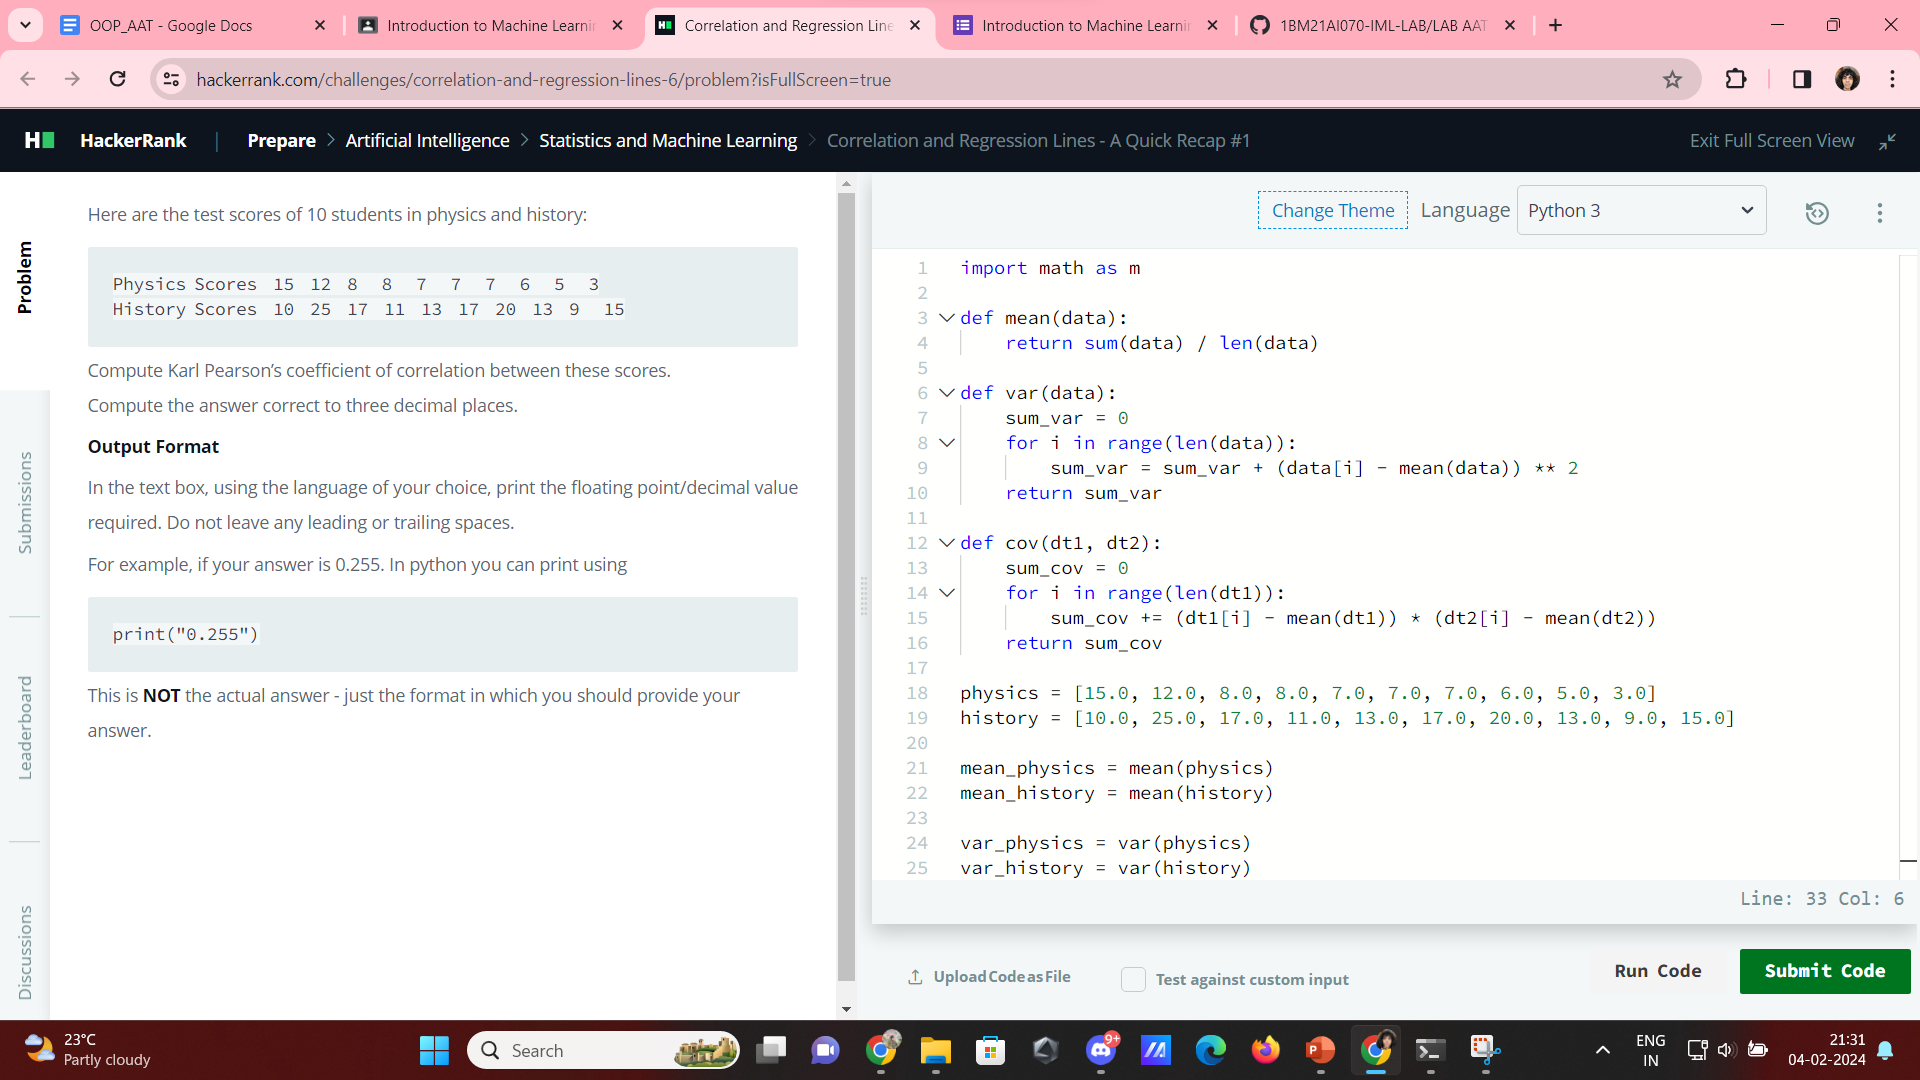 OOP_AAT - Google Docs
Introduction to Machine Learnin
Correlation and Regression Line
Introduction to Machine Learnin
1BM21AI070-IML-LAB/LAB AAT
hackerrank.com/challenges/correlation-and-regression-lines-6/problem?isFullScreen=true
HackerRank
Prepare
Artificial Intelligence
Statistics and Machine Learning
Correlation and Regression Lines - A Quick Recap #1
Exit Full Screen View
Problem
Submissions
Leaderboard
Discussions
Here are the test scores of 10 students in physics and history:
Physics Scores 15 12 8 8 7 7 7 6 5 3
History Scores 10 25 17 11 13 17 20 13 9 15
Compute Karl Pearson’s coefficient of correlation between these scores.
Compute the answer correct to three decimal places.
Output Format
In the text box, using the language of your choice, print the floating point/decimal value
required. Do not leave any leading or trailing spaces.
For example, if your answer is 0.255. In python you can print using
print("0.255")
This is NOT the actual answer - just the format in which you should provide your
answer.
Change Theme
Language
Python 3
1 import math as m
2
3 def mean(data):
4 return sum(data) / len(data)
5
6 def var(data):
7 sum_var = 0
8 for i in range(len(data)):
9 sum_var = sum_var + (data[i] - mean(data)) ** 2
10 return sum_var
11
12 def cov(dt1, dt2):
13 sum_cov = 0
14 for i in range(len(dt1)):
15 sum_cov += (dt1[i] - mean(dt1)) * (dt2[i] - mean(dt2))
16 return sum_cov
17
18 physics = [15.0, 12.0, 8.0, 8.0, 7.0, 7.0, 7.0, 6.0, 5.0, 3.0]
19 history = [10.0, 25.0, 17.0, 11.0, 13.0, 17.0, 20.0, 13.0, 9.0, 15.0]
20
21 mean_physics = mean(physics)
22 mean_history = mean(history)
23
24 var_physics = var(physics)
25 var_history = var(history)
Line: 33 Col: 6
Upload Code as File
Test against custom input
Run Code
Submit Code
23°C
Partly cloudy
Search
9+
ENG
IN
21:31
04-02-2024